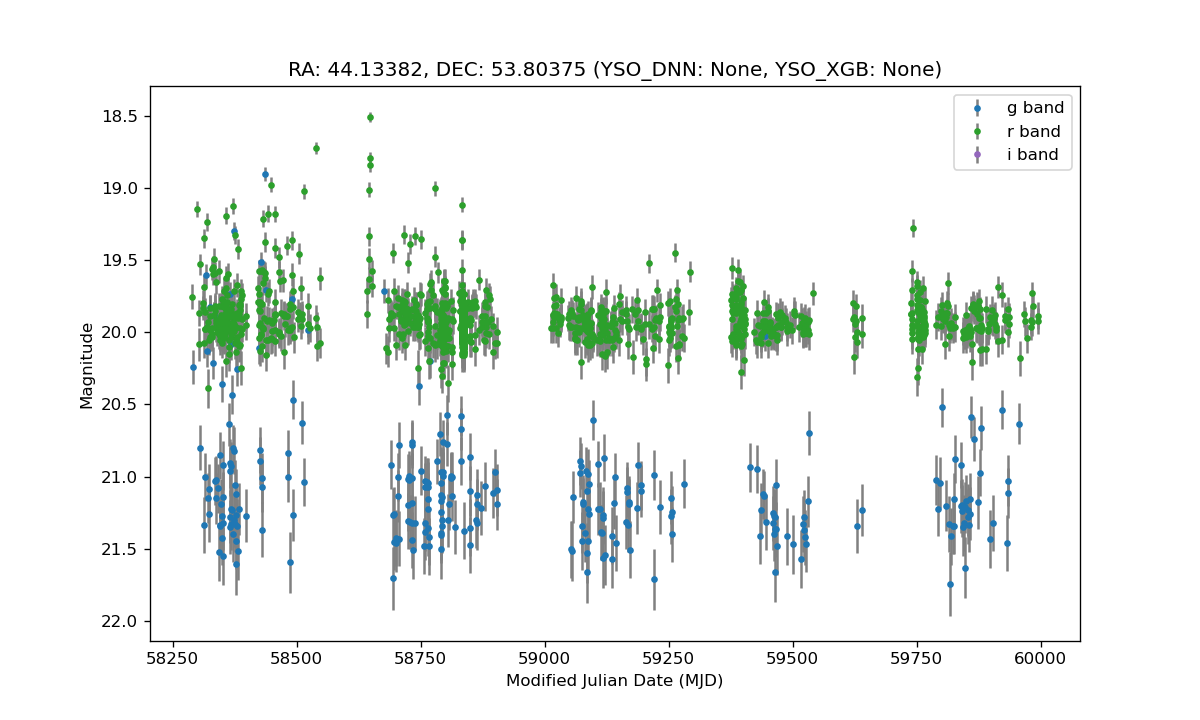 RA: 44.13382, DEC: 53.80375 (YSO_DNN: None, YSO_XGB: None)
g band
r band
i band
18.5
19.0
19.5
20.0
20.5
21.0
21.5
22.0
Magnitude
58250 58500 58750 59000 59250 59500 59750 60000
Modified Julian Date (MJD)